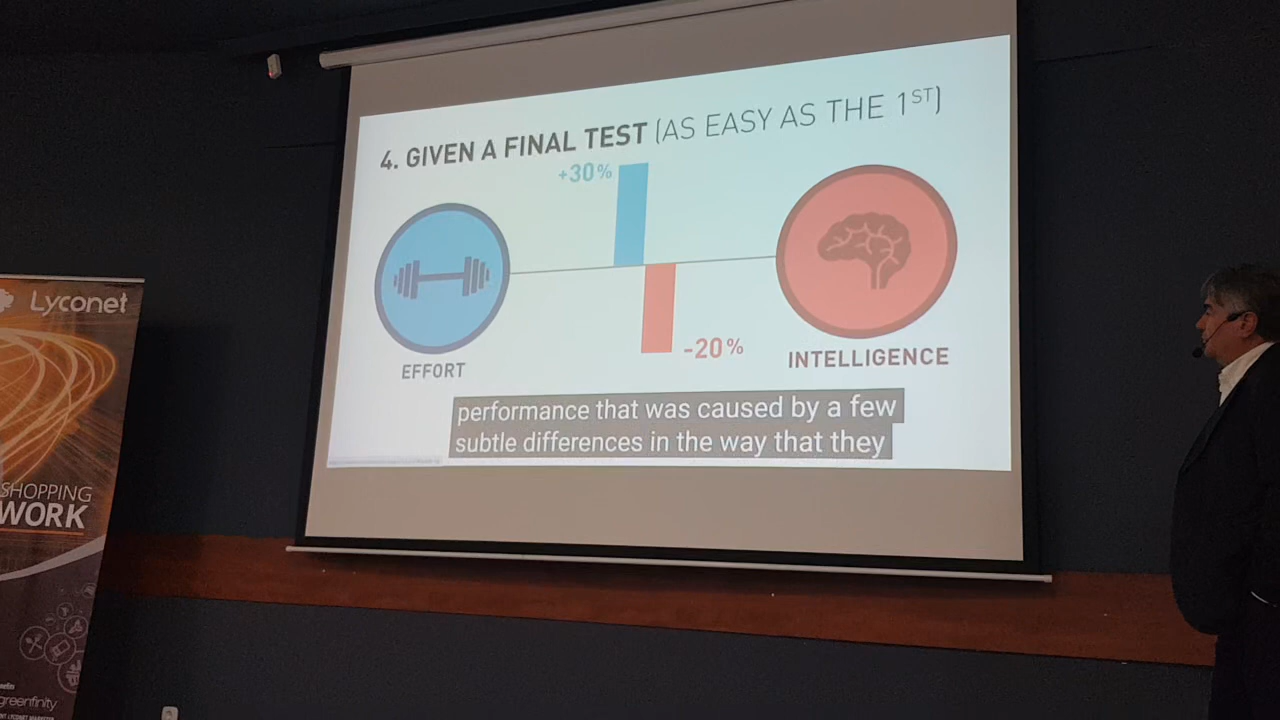 4. GIVEN A FINAL TEST (AS EASY AS THE 1ST)
+30%
-20%
EFFORT
INTELLIGENCE
performance that was caused by a few
subtle differences in the way that they
Lyconet
SHOPPING
WORK
greenfinity